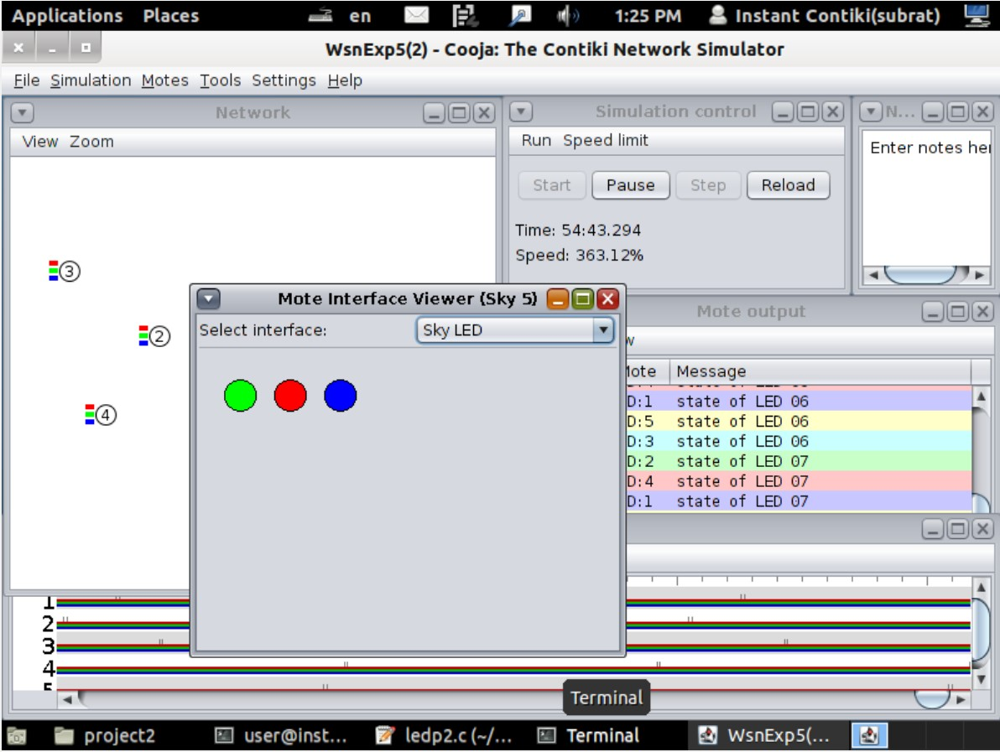 Applications Places en 1:25 PM Instant Contiki(subrat)
WsnExp5(2) - Cooja: The Contiki Network Simulator
File Simulation Motes Tools Settings Help
Network
View Zoom
3
2
4
Simulation control
Run Speed limit
Start Pause Step Reload
Time: 54:43.294
Speed: 363.12%
N...
Enter notes her
Mote Interface Viewer (Sky 5)
Select interface: Sky LED
Mote output
w
Mote Message
D:1 state of LED 06
D:5 state of LED 06
D:3 state of LED 06
D:2 state of LED 07
D:4 state of LED 07
D:1 state of LED 07
1
2
3
4
5
Terminal
project2 user@inst... ledp2.c (~/... Terminal WsnExp5(...